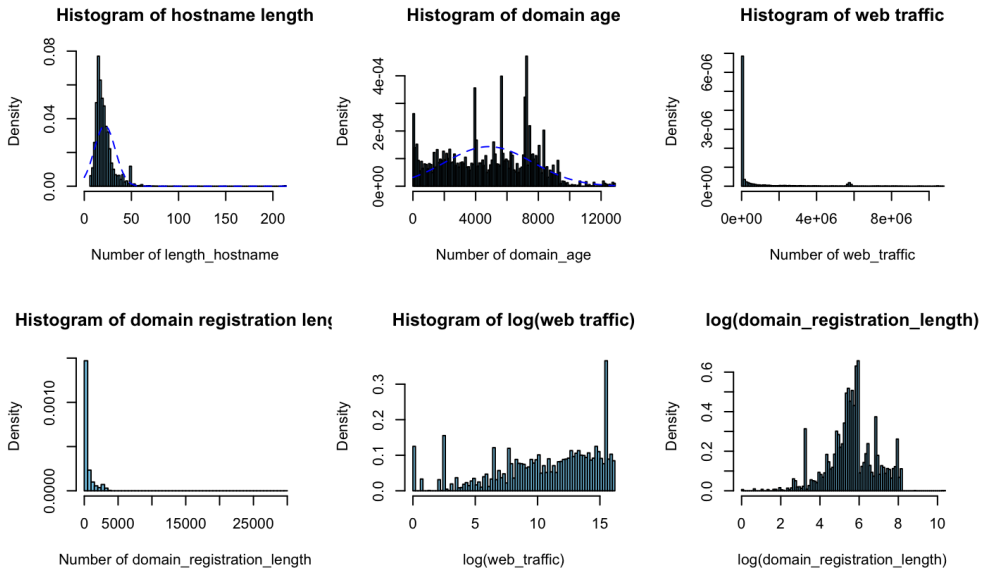 Histogram of hostname length
Density
0.00 0.04 0.08
0 50 100 150 200
Number of length_hostname
Histogram of domain age
Density
0e+00 2e-04 4e-04
0 4000 8000 12000
Number of domain_age
Histogram of web traffic
Density
0e+00 3e-06 6e-06
0e+00 4e+06 8e+06
Number of web_traffic
Histogram of domain registration leng
Density
0.0000 0.0010
0 5000 15000 25000
Number of domain_registration_length
Histogram of log(web traffic)
Density
0.0 0.1 0.2 0.3
0 5 10 15
log(web_traffic)
log(domain_registration_length)
Density
0.0 0.2 0.4 0.6
0 2 4 6 8 10
log(domain_registration_length)